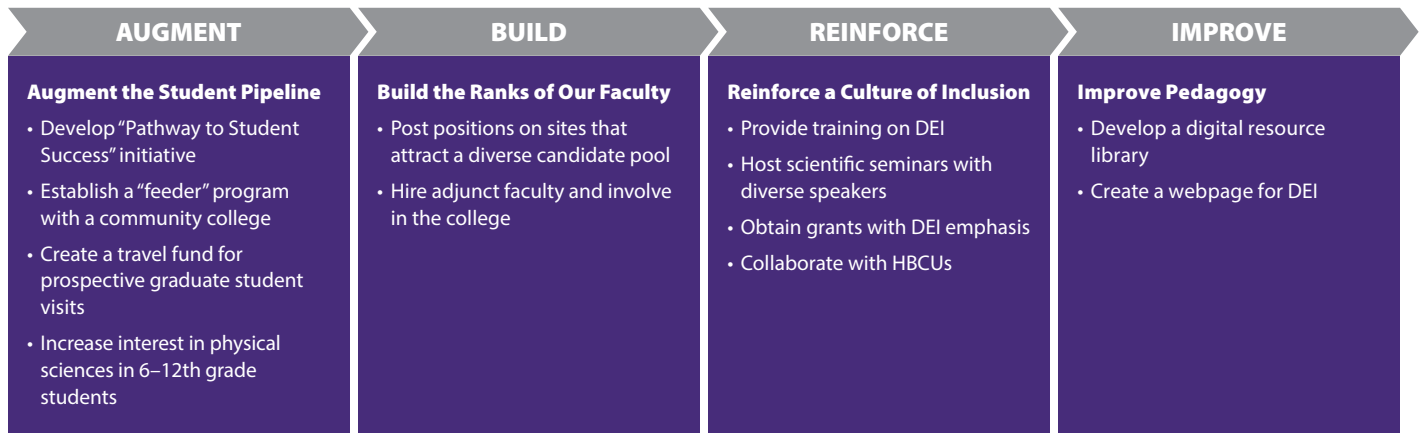 AUGMENT
Augment the Student Pipeline
• Develop “Pathway to Student
Success” initiative
• Establish a “feeder” program
with a community college
• Create a travel fund for
prospective graduate student
visits
• Increase interest in physical
sciences in 6–12th grade
students
BUILD
Build the Ranks of Our Faculty
• Post positions on sites that
attract a diverse candidate pool
• Hire adjunct faculty and involve
in the college
REINFORCE
Reinforce a Culture of Inclusion
• Provide training on DEI
• Host scientific seminars with
diverse speakers
• Obtain grants with DEI emphasis
• Collaborate with HBCUs
IMPROVE
Improve Pedagogy
• Develop a digital resource
library
• Create a webpage for DEI